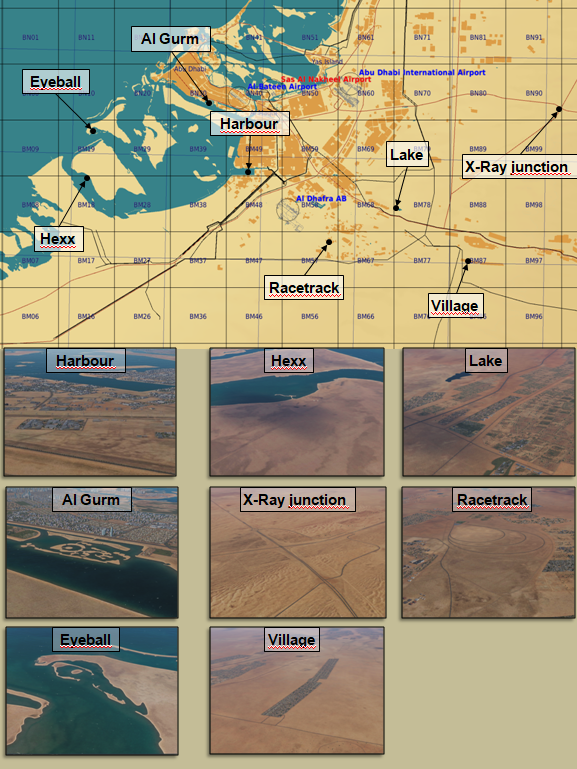 BN01
BN11
BN41
BN51
BN71
BN81
BN91
Al Gurm
Yas Island
Abu Dhabi
Abu Dhabi International Airport
Sas Al Nakheel Airport
Al Bateen Airport
Eyeball
BN40
BN50
BN60
BN70
BN80
BN90
Harbour
BM09
BM19
BM29
BM39
BM49
BM59
BM69
BM89
Lake
X-Ray junction
BM18
BM28
BM38
BM48
BM78
BM88
BM98
Al Dhafra AB
Hexx
BM07
BM17
BM27
BM37
BM47
BM57
BM67
BM87
BM97
Racetrack
Village
BM06
BM16
BM26
BM36
BM46
BM56
BM66
BM96
Harbour
Hexx
Lake
Al Gurm
X-Ray junction
Racetrack
Eyeball
Village